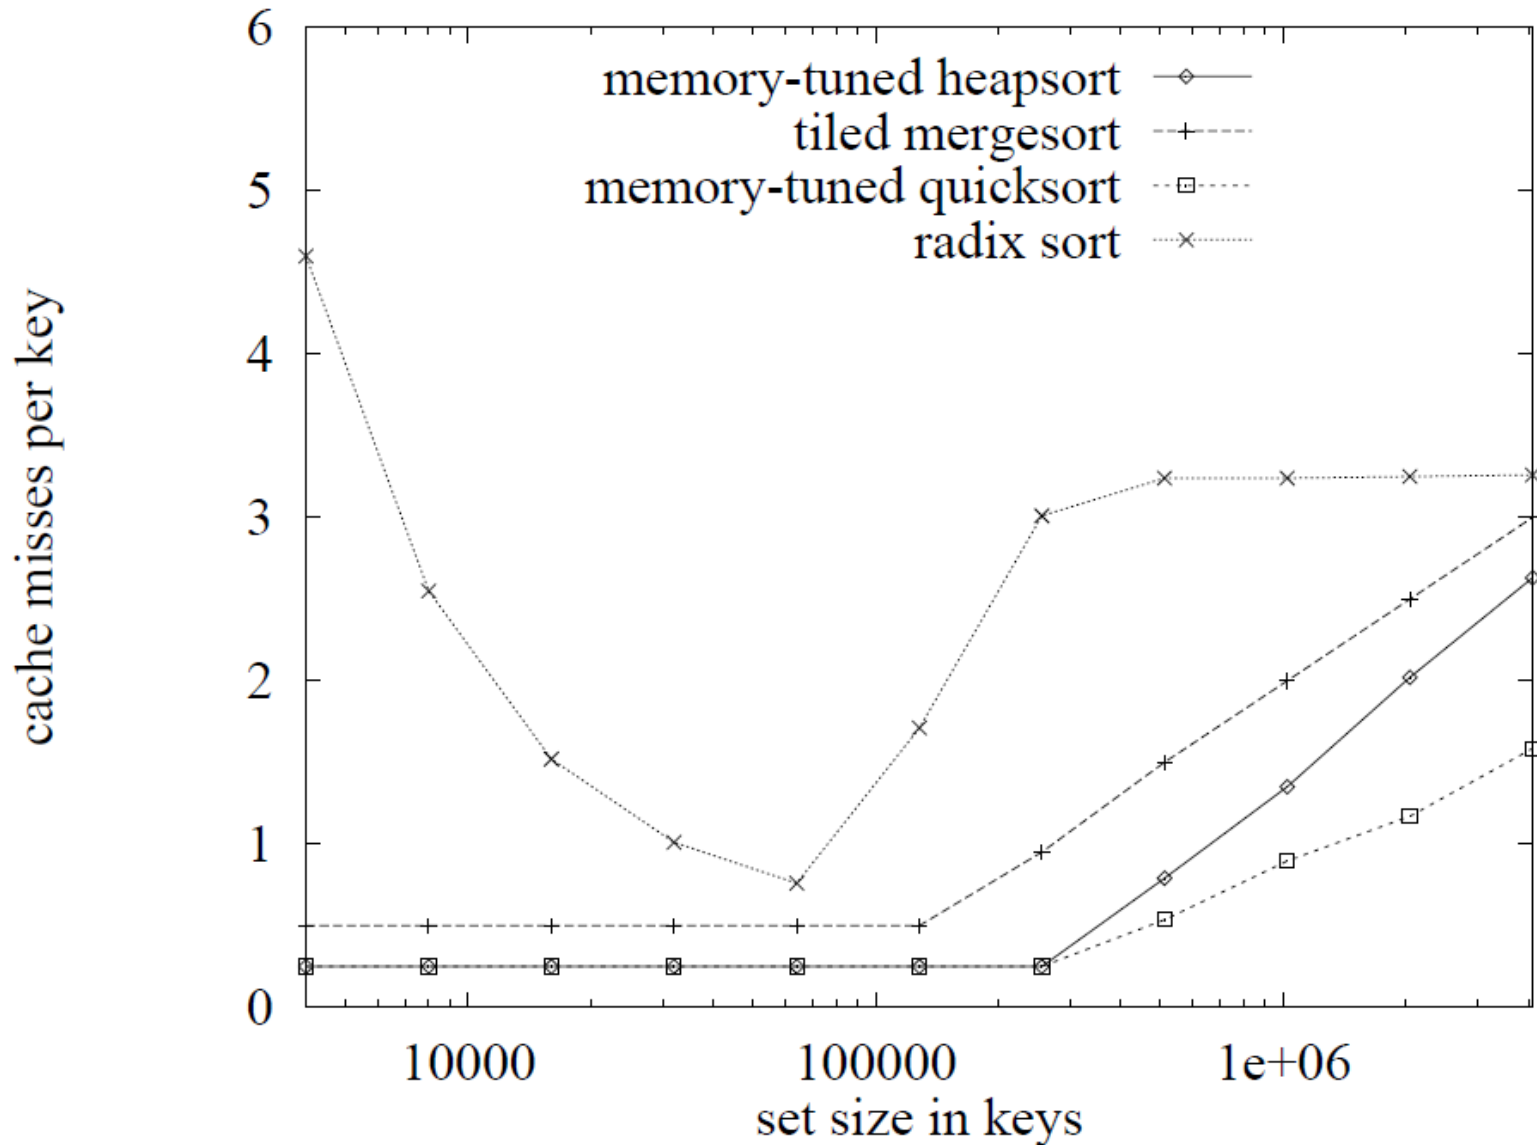 6
5
4
3
2
1
0
cache misses per key
memory-tuned heapsort
tiled mergesort
memory-tuned quicksort
radix sort
10000 100000 1e+06
set size in keys